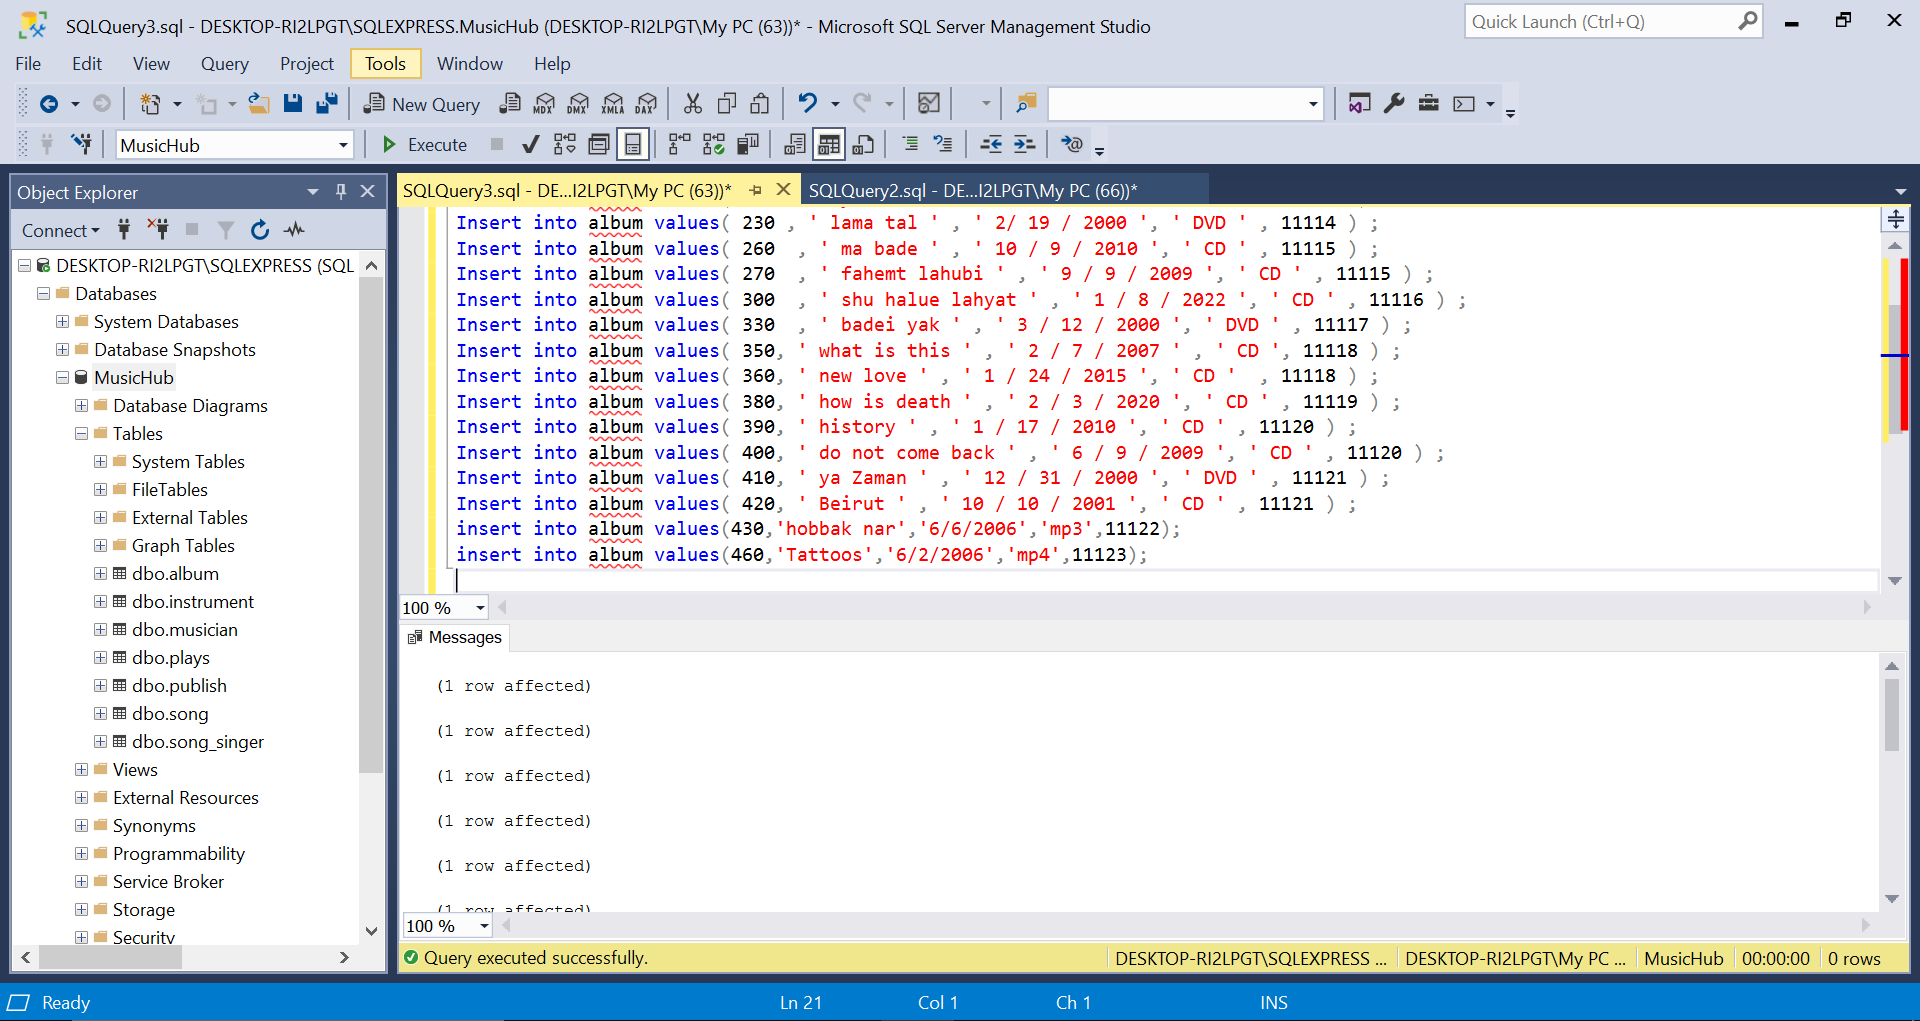 SQLQuery3.sql - DESKTOP-RI2LPGT\SQLEXPRESS.MusicHub (DESKTOP-RI2LPGT\My PC (63))* - Microsoft SQL Server Management Studio
Quick Launch (Ctrl+Q)
File Edit View Query Project Tools Window Help
New Query MDX DMX XMLA DAX
MusicHub Execute
Object Explorer
Connect
DESKTOP-RI2LPGT\SQLEXPRESS (SQL
Databases
System Databases
Database Snapshots
MusicHub
Database Diagrams
Tables
System Tables
FileTables
External Tables
Graph Tables
dbo.album
dbo.instrument
dbo.musician
dbo.plays
dbo.publish
dbo.song
dbo.song_singer
Views
External Resources
Synonyms
Programmability
Service Broker
Storage
Security
SQLQuery3.sql - DE...I2LPGT\My PC (63))* SQLQuery2.sql - DE...I2LPGT\My PC (66))*
Insert into album values( 230 , ' lama tal ' , ' 2/ 19 / 2000 ', ' DVD ' , 11114 ) ;
Insert into album values( 260 , ' ma bade ' , ' 10 / 9 / 2010 ', ' CD ' , 11115 ) ;
Insert into album values( 270 , ' fahemt lahubi ' , ' 9 / 9 / 2009 ', ' CD ' , 11115 ) ;
Insert into album values( 300 , ' shu halue lahyat ' , ' 1 / 8 / 2022 ', ' CD ' , 11116 ) ;
Insert into album values( 330 , ' badei yak ' , ' 3 / 12 / 2000 ', ' DVD ' , 11117 ) ;
Insert into album values( 350, ' what is this ' , ' 2 / 7 / 2007 ' , ' CD ', 11118 ) ;
Insert into album values( 360, ' new love ' , ' 1 / 24 / 2015 ', ' CD ' , 11118 ) ;
Insert into album values( 380, ' how is death ' , ' 2 / 3 / 2020 ', ' CD ' , 11119 ) ;
Insert into album values( 390, ' history ' , ' 1 / 17 / 2010 ', ' CD ' , 11120 ) ;
Insert into album values( 400, ' do not come back ' , ' 6 / 9 / 2009 ', ' CD ' , 11120 ) ;
Insert into album values( 410, ' ya Zaman ' , ' 12 / 31 / 2000 ', ' DVD ' , 11121 ) ;
Insert into album values( 420, ' Beirut ' , ' 10 / 10 / 2001 ', ' CD ' , 11121 ) ;
insert into album values(430,'hobbak nar','6/6/2006','mp3',11122);
insert into album values(460,'Tattoos','6/2/2006','mp4',11123);
100 %
Messages
(1 row affected)
(1 row affected)
(1 row affected)
(1 row affected)
(1 row affected)
(1 row affected)
100 %
Query executed successfully. DESKTOP-RI2LPGT\SQLEXPRESS ... DESKTOP-RI2LPGT\My PC ... MusicHub 00:00:00 0 rows
Ready Ln 21 Col 1 Ch 1 INS